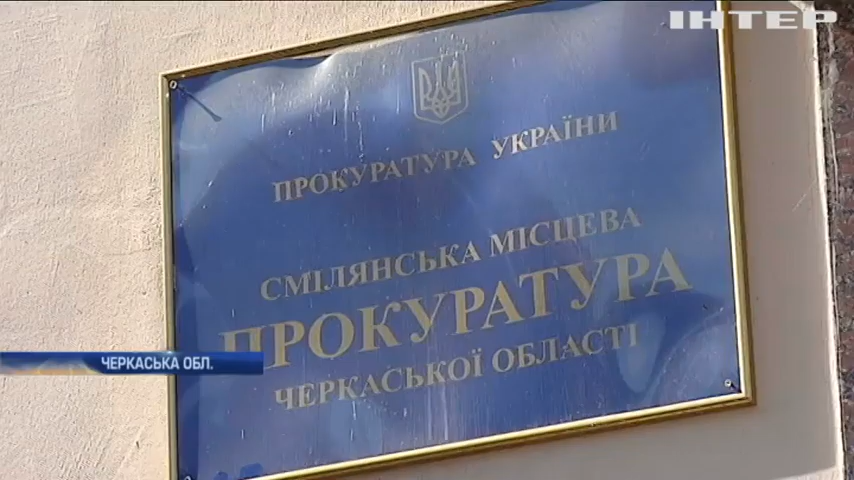 ІНТЕР
ПРОКУРАТУРА УКРАЇНИ
СМІЛЯНСЬКА МІСЦЕВА
ПРОКУРАТУРА
ЧЕРКАСЬКОЇ ОБЛАСТІ
ЧЕРКАСЬКА ОБЛ.